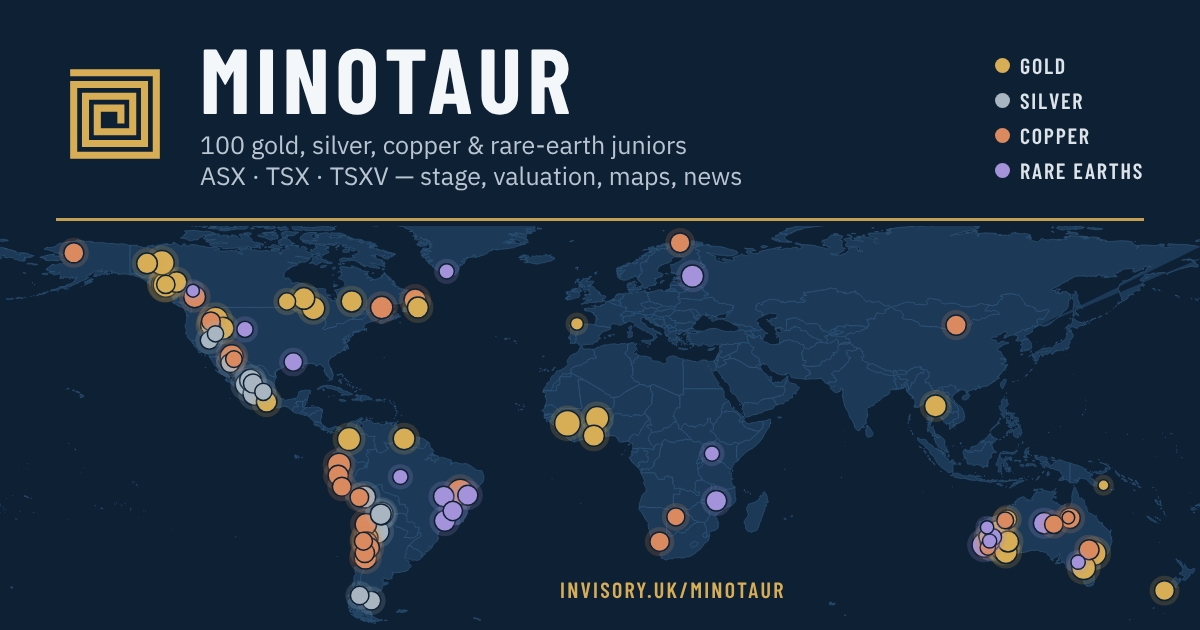 MINOTAUR
100 gold, silver, copper & rare-earth juniors
ASX · TSX · TSXV — stage, valuation, maps, news
GOLD
SILVER
COPPER
RARE EARTHS
INVISORY.UK/MINOTAUR